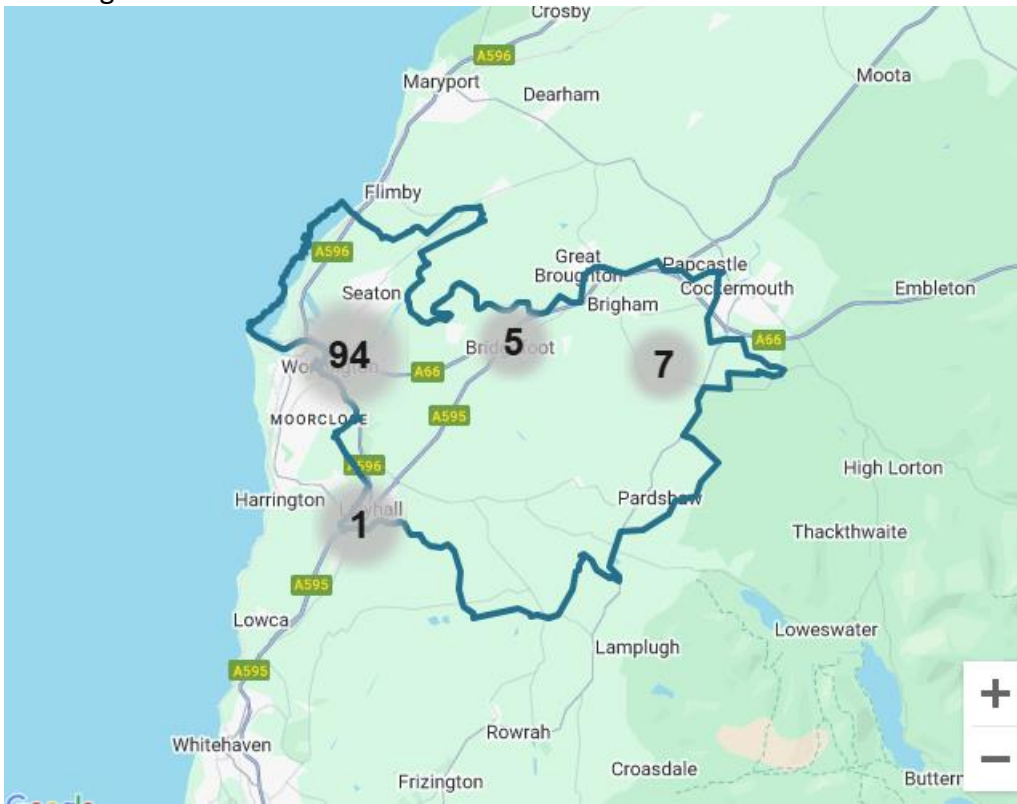 Crosby
A596
Maryport
Moota
Dearham
Flimby
A596
Great
Broughton
Papcastle
Cockermouth
Seaton
Embleton
Brigham
A66
94
5
7
A66
MOORCLOSE
A595
A596
High Lorton
Harrington
Pardshaw
1
Thackthwaite
A595
Lowca
Loweswater
Lamplugh
A595
+
Rowrah
Whitehaven
−
Croasdale
Frizington
Google